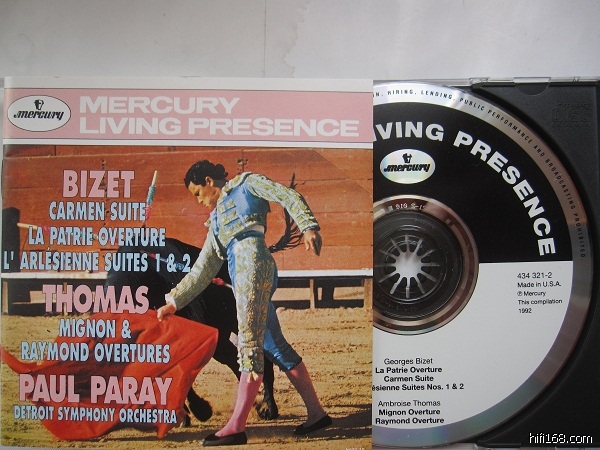 Mercury
MERCURY
LIVING PRESENCE
BIZET
CARMEN SUITE
LA PATRIE OVERTURE
L' ARLÉSIENNE SUITES 1 & 2
THOMAS
MIGNON &
RAYMOND OVERTURES
PAUL PARAY
DETROIT SYMPHONY ORCHESTRA
HIRING, LENDING, PUBLIC PERFORMANCE AND BROADCASTING PROHIBITED
IVING PRESENCE
Mercury
434 321-2
Made in U.S.A.
℗ Mercury
This compilation
1992
Georges Bizet
La Patrie Overture
Carmen Suite
ésienne Suites Nos. 1 & 2
Ambroise Thomas
Mignon Overture
Raymond Overture
hifi168.com